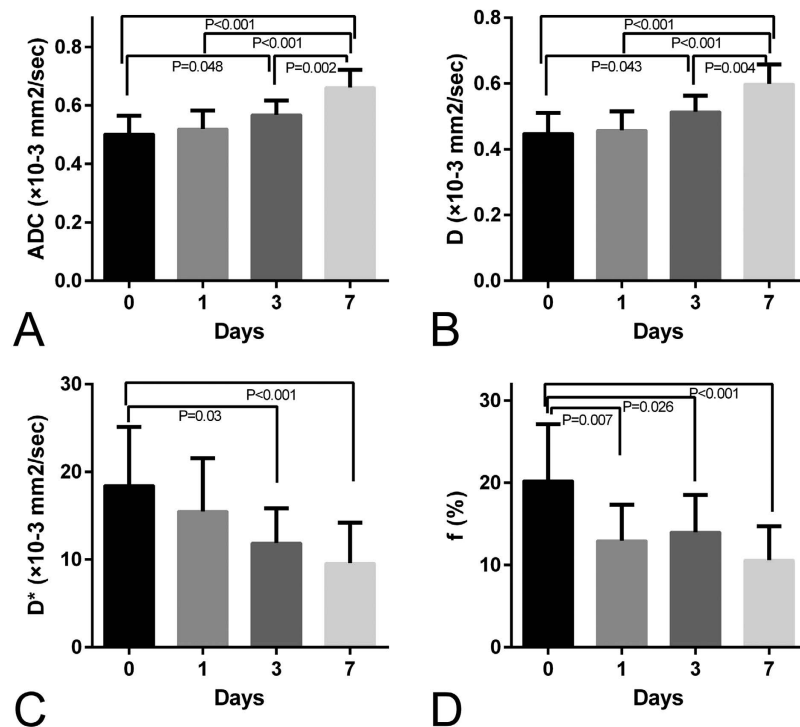 P<0.001
P<0.001
P=0.048
P=0.002
0.8
0.6
0.4
0.2
0.0
ADC (×10-3 mm2/sec)
0 1 3 7
Days
A
P<0.001
P<0.001
P=0.043
P=0.004
0.8
0.6
0.4
0.2
0.0
D (×10-3 mm2/sec)
0 1 3 7
Days
B
P<0.001
P=0.03
30
20
10
0
D* (×10-3 mm2/sec)
0 1 3 7
Days
C
P<0.001
P=0.026
P=0.007
30
20
10
0
f (%)
0 1 3 7
Days
D